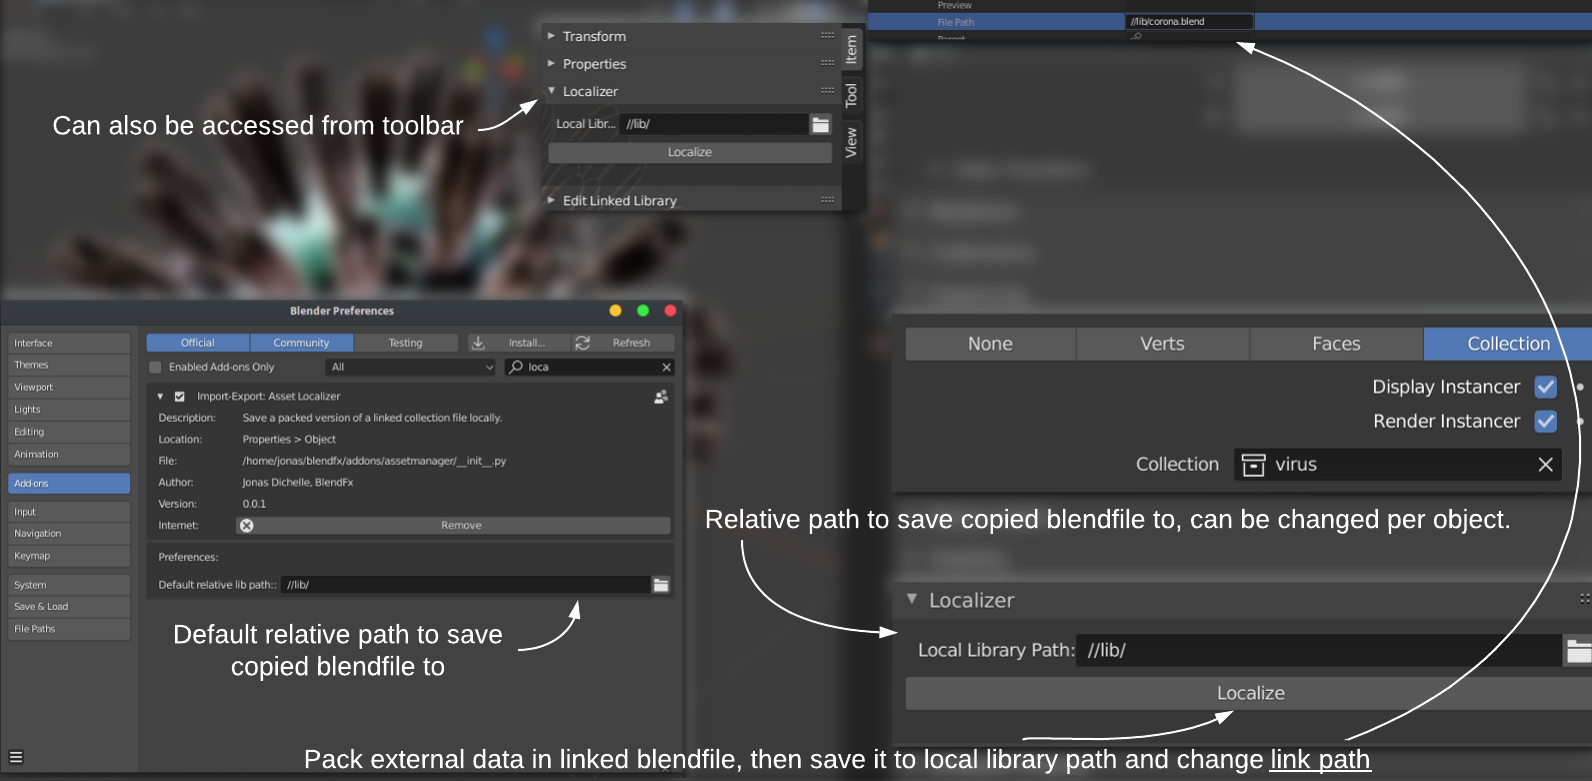 Preview
File Path //lib/corona.blend
Transform
Properties
Localizer
Local Libr... //lib/
Localize
Edit Linked Library
Item
Tool
View
Can also be accessed from toolbar
Blender Preferences
Interface
Themes
Viewport
Lights
Editing
Animation
Add-ons
Input
Navigation
Keymap
System
Save & Load
File Paths
Official Community Testing Install... Refresh
Enabled Add-ons Only All loca
Import-Export: Asset Localizer
Description: Save a packed version of a linked collection file locally.
Location: Properties > Object
File: /home/jonas/blendfx/addons/assetmanager/__init__.py
Author: Jonas Dichelle, BlendFx
Version: 0.0.1
Internet: Remove
Preferences:
Default relative lib path:: //lib/
Default relative path to save
copied blendfile to
None Verts Faces Collection
Display Instancer
Render Instancer
Collection virus
Relative path to save copied blendfile to, can be changed per object.
Localizer
Local Library Path: //lib/
Localize
Pack external data in linked blendfile, then save it to local library path and change link path